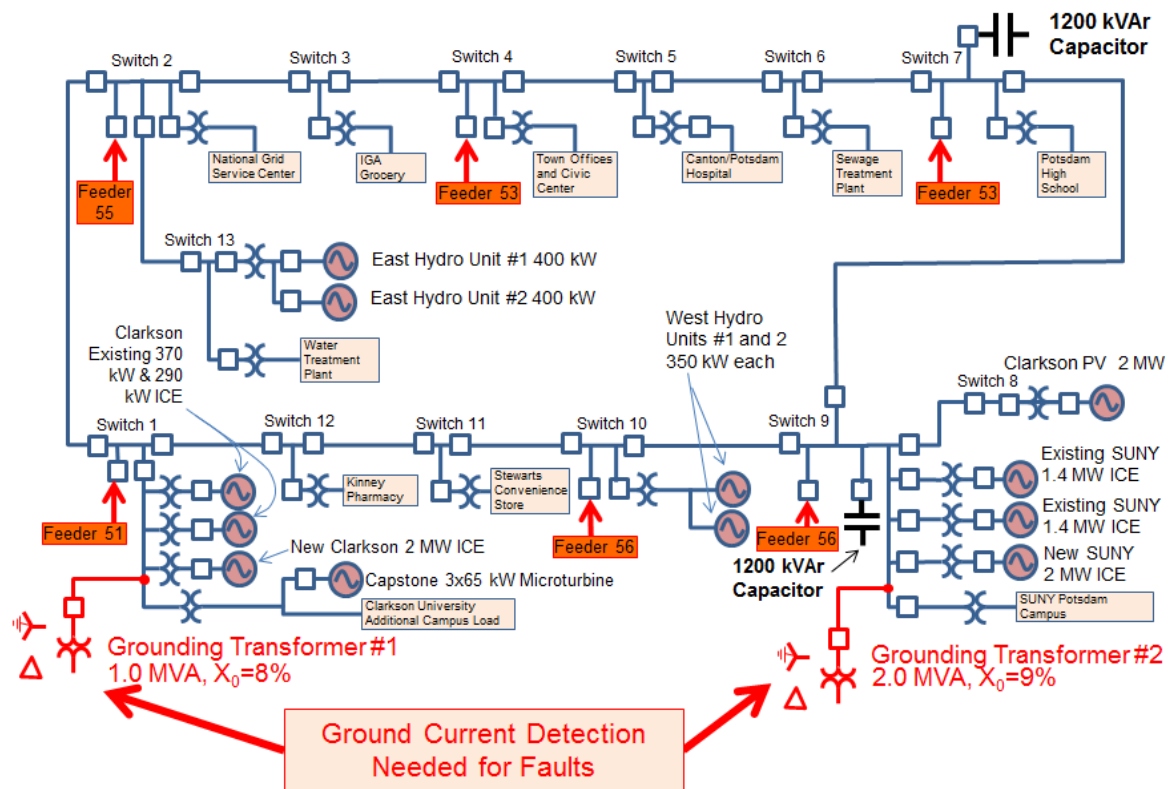 1200 kVAr
Capacitor
Switch 2
Switch 3
Switch 4
Switch 5
Switch 6
Switch 7
National Grid
Service Center
IGA
Grocery
Town Offices
and Civic
Center
Canton/Potsdam
Hospital
Sewage
Treatment
Plant
Potsdam
High
School
Feeder
55
Feeder 53
Feeder 53
Switch 13
East Hydro Unit #1 400 kW
East Hydro Unit #2 400 kW
Water
Treatment
Plant
Clarkson
Existing 370
kW & 290
kW ICE
West Hydro
Units #1 and 2
350 kW each
Clarkson PV 2 MW
Switch 8
Switch 1
Switch 12
Switch 11
Switch 10
Switch 9
Kinney
Pharmacy
Stewarts
Convenience
Store
Feeder 51
Feeder 56
Feeder 56
Existing SUNY
1.4 MW ICE
Existing SUNY
1.4 MW ICE
New SUNY
2 MW ICE
New Clarkson 2 MW ICE
Capstone 3x65 kW Microturbine
Clarkson University
Additional Campus Load
1200 kVAr
Capacitor
SUNY Potsdam
Campus
Grounding Transformer #1
1.0 MVA, X0=8%
Grounding Transformer #2
2.0 MVA, X0=9%
Ground Current Detection
Needed for Faults